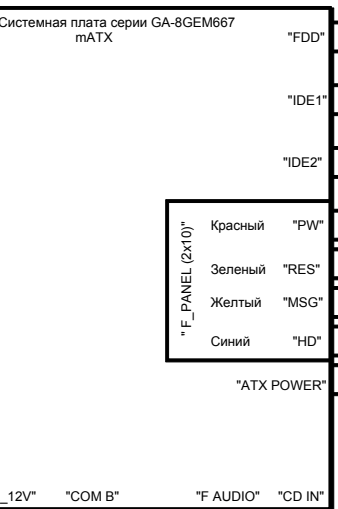 Системная плата серии GA-8GEM667
mATX
"FDD"
"IDE1"
"IDE2"
" F_PANEL (2x10)"
Красный "PW"
Зеленый "RES"
Желтый "MSG"
Синий "HD"
"ATX POWER"
_12V" "COM B" "F AUDIO" "CD IN"